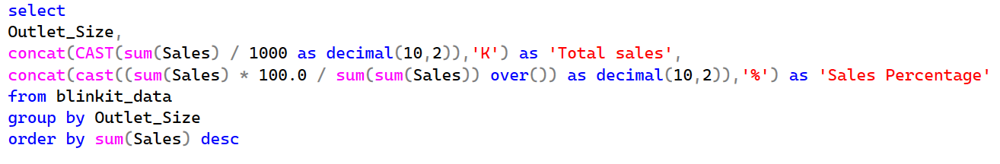 select
Outlet_Size,
concat(CAST(sum(Sales) / 1000 as decimal(10,2)),'K') as 'Total sales',
concat(cast((sum(Sales) * 100.0 / sum(sum(Sales)) over()) as decimal(10,2)),'%') as 'Sales Percentage'
from blinkit_data
group by Outlet_Size
order by sum(Sales) desc